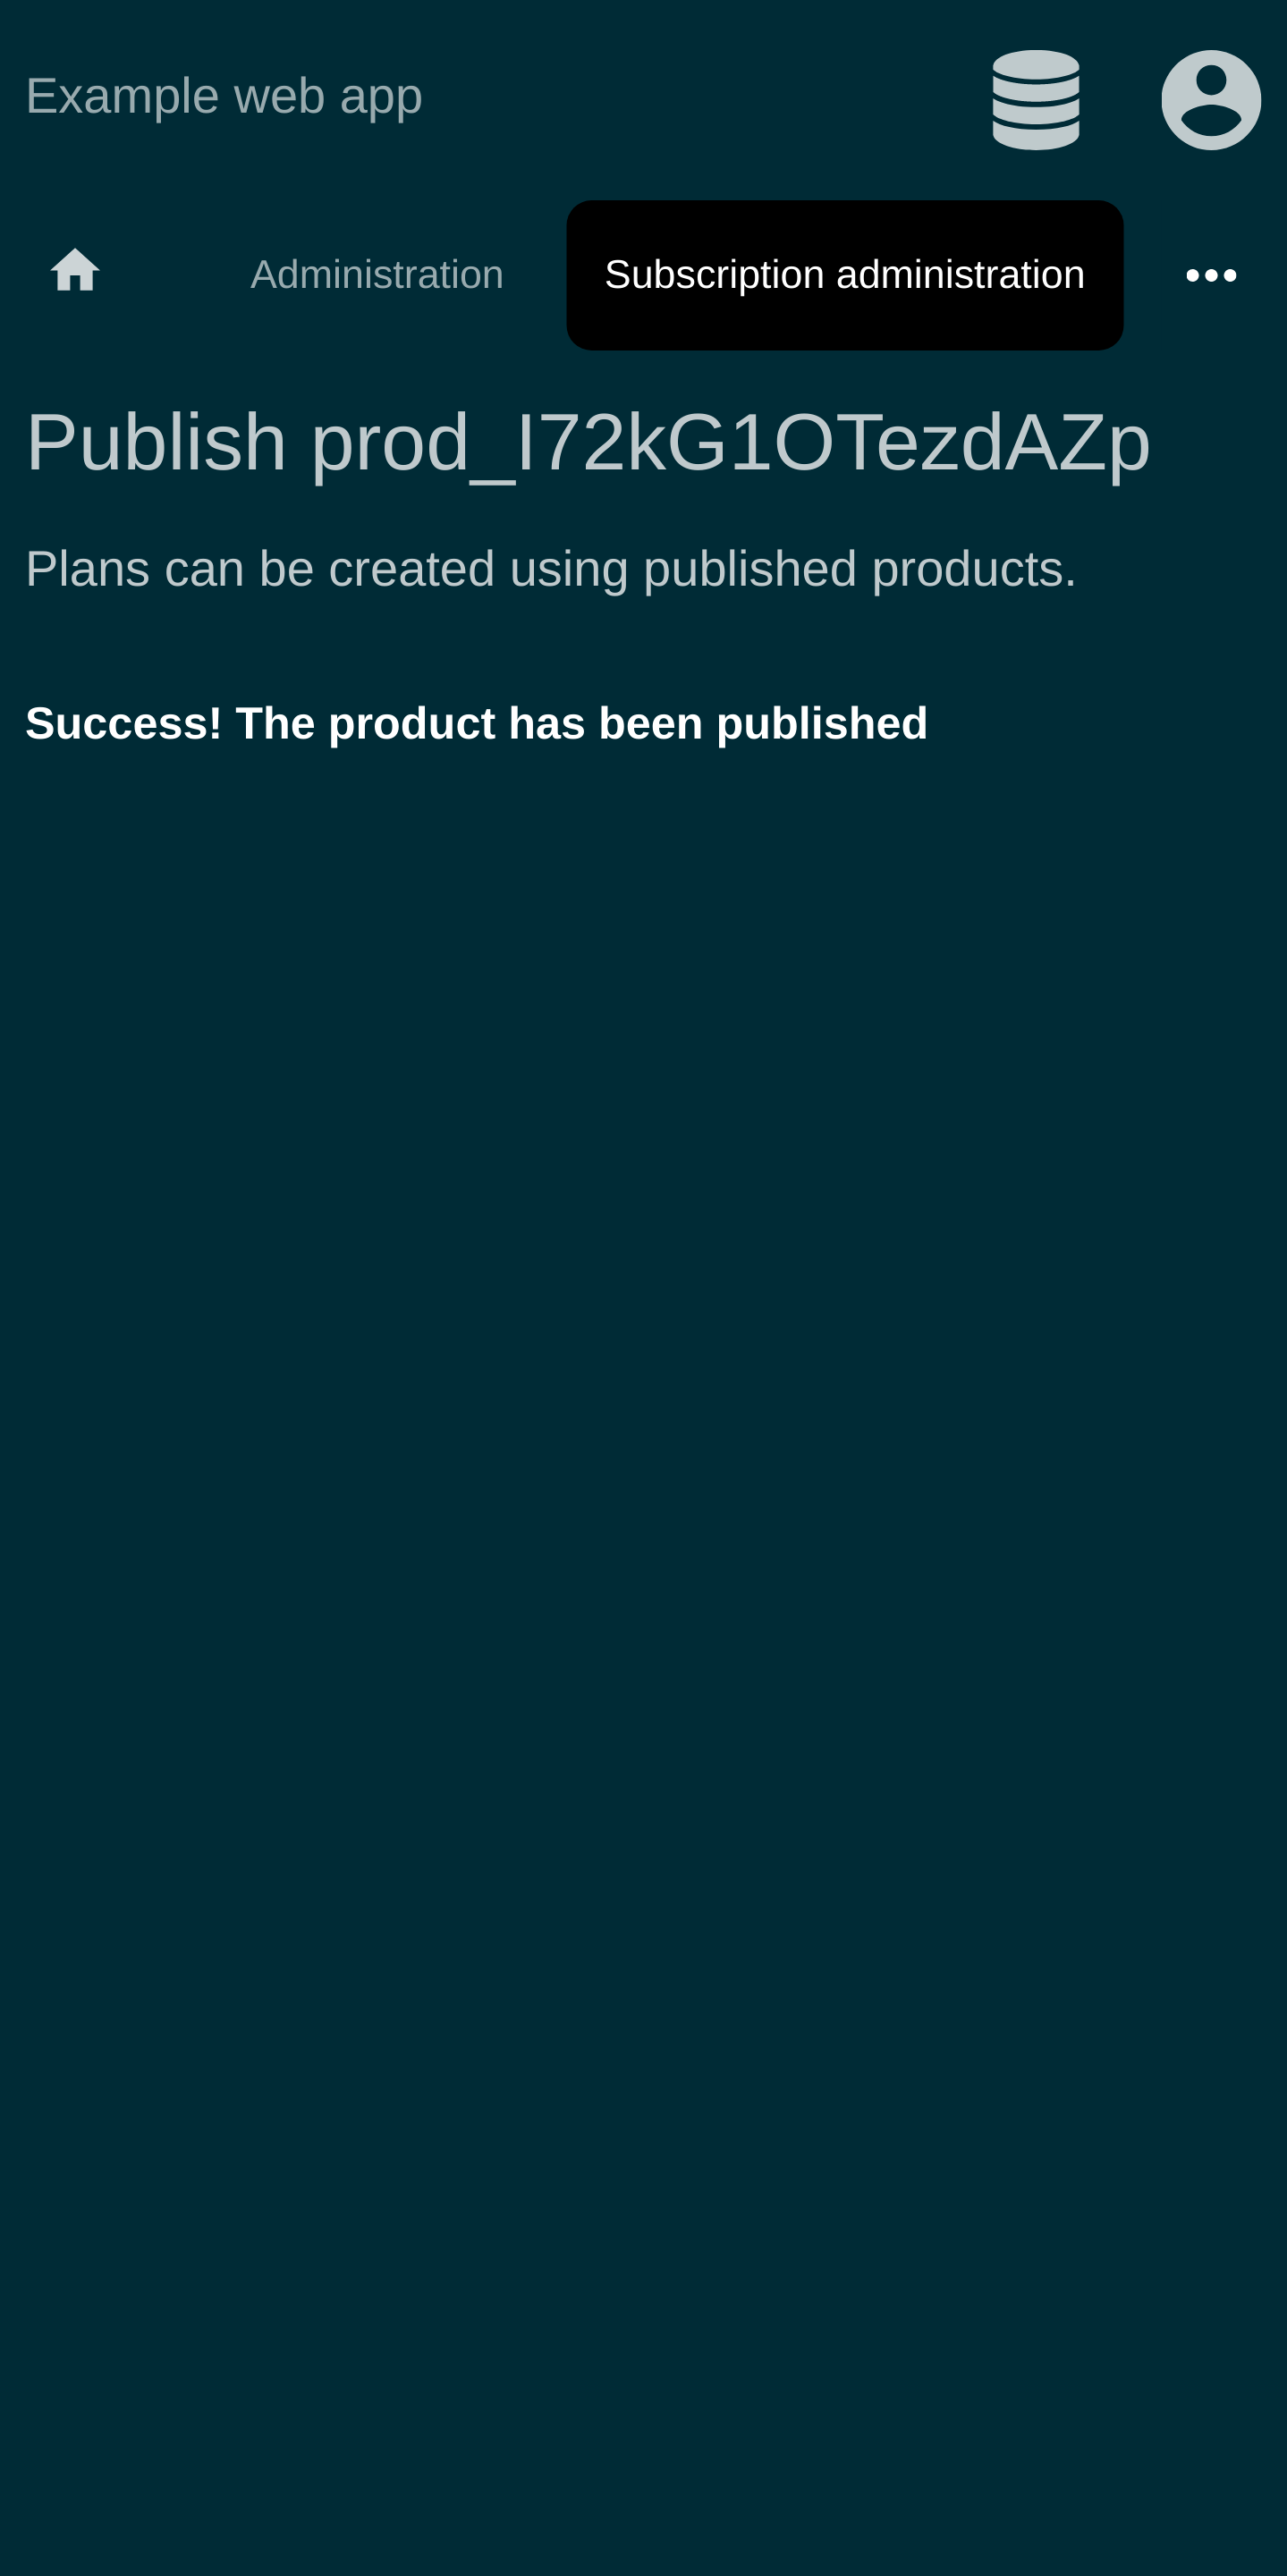 Example web app
Administration
Subscription administration
Publish prod_I72kG1OTezdAZp
Plans can be created using published products.
Success! The product has been published